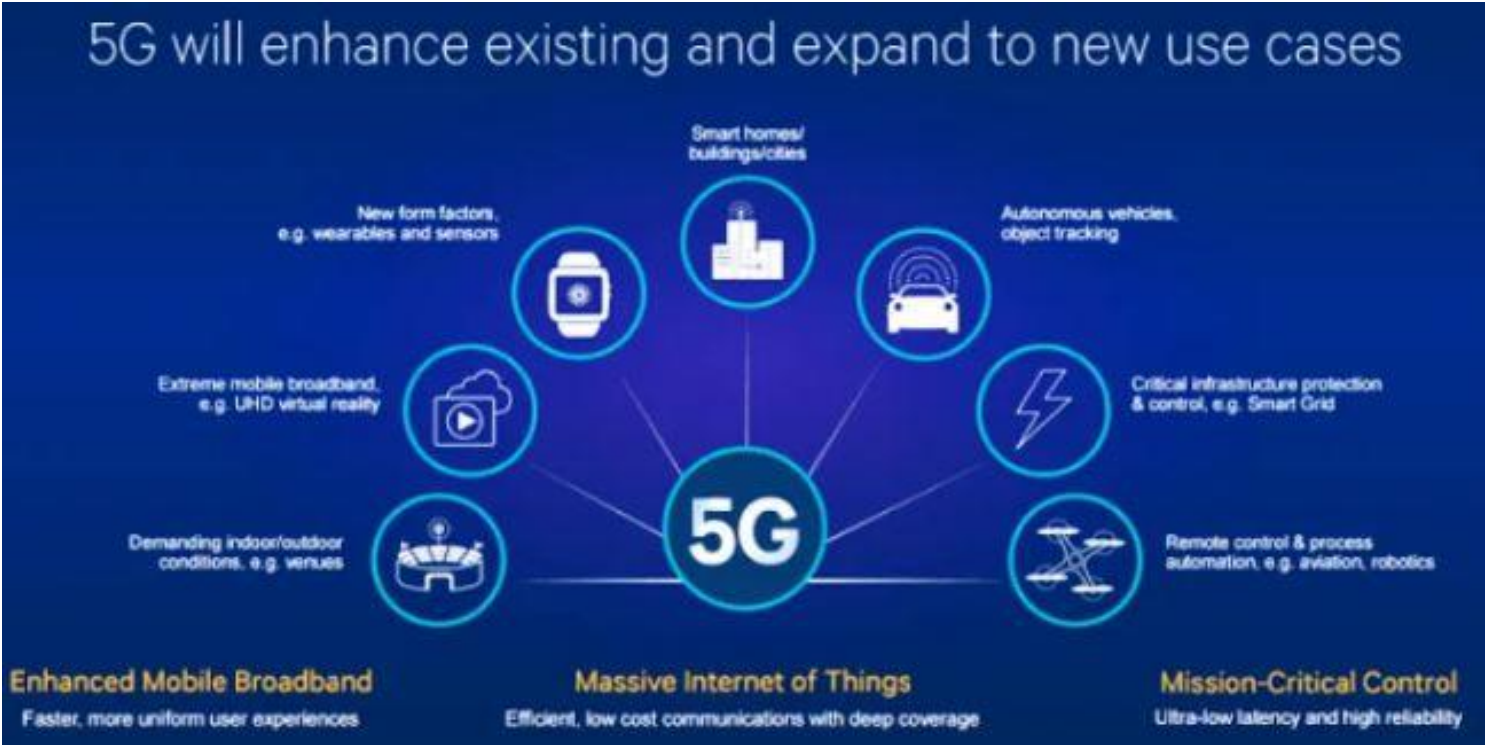 5G will enhance existing and expand to new use cases
Smart homes/
buildings/cities
New form factors,
e.g. wearables and sensors
Autonomous vehicles,
object tracking
Extreme mobile broadband,
e.g. UHD virtual reality
Critical infrastructure protection
& control, e.g. Smart Grid
5G
Demanding indoor/outdoor
conditions, e.g. venues
Remote control & process
automation, e.g. aviation, robotics
Enhanced Mobile Broadband
Faster, more uniform user experiences
Massive Internet of Things
Efficient, low cost communications with deep coverage
Mission-Critical Control
Ultra-low latency and high reliability